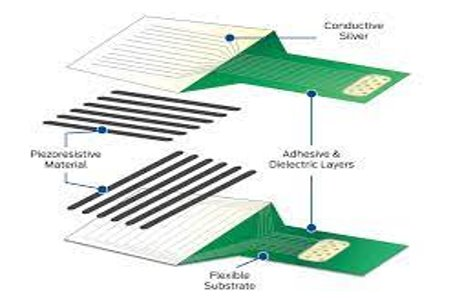 Conductive
Silver
Piezoresistive
Material
Adhesive &
Dielectric Layers
Flexible
Substrate